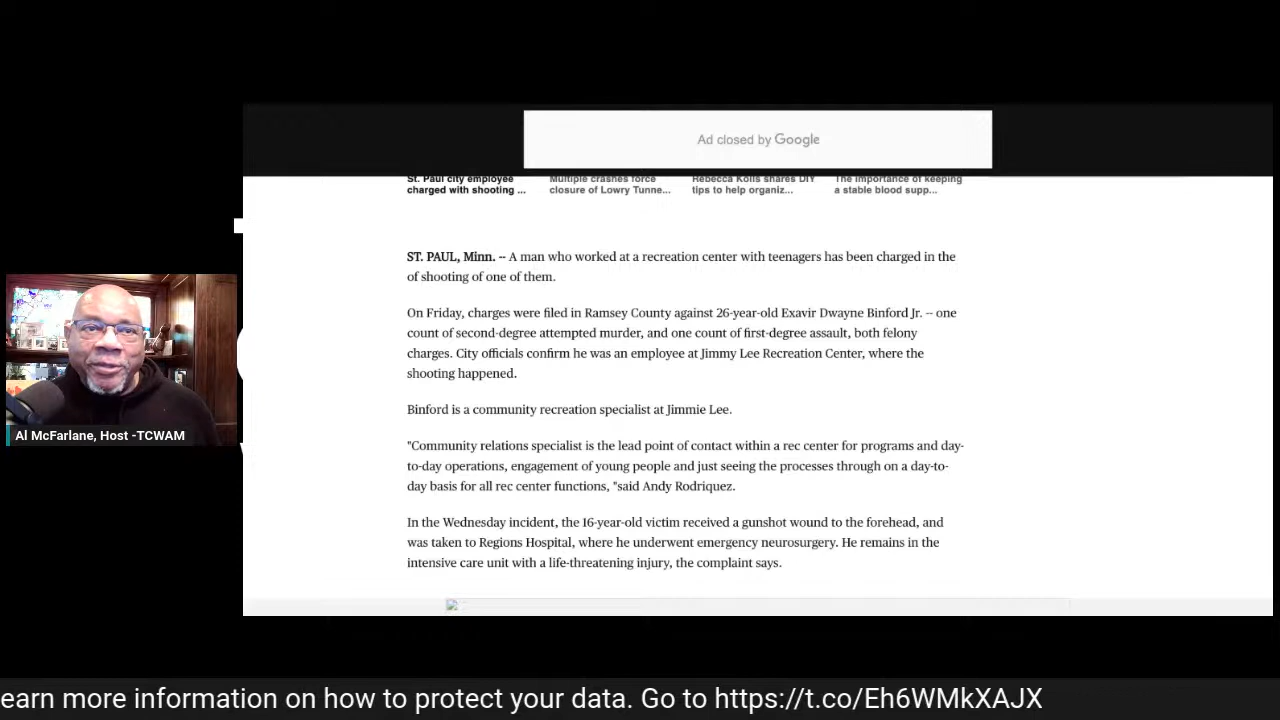 Ad closed by Google
St. Paul city employee
charged with shooting ...
Multiple crashes force
closure of Lowry Tunne...
Rebecca Kolls shares DIY
tips to help organiz...
The importance of keeping
a stable blood supp...
ST. PAUL, Minn. -- A man who worked at a recreation center with teenagers has been charged in the
of shooting of one of them.
On Friday, charges were filed in Ramsey County against 26-year-old Exavir Dwayne Binford Jr. -- one
count of second-degree attempted murder, and one count of first-degree assault, both felony
charges. City officials confirm he was an employee at Jimmy Lee Recreation Center, where the
shooting happened.
Binford is a community recreation specialist at Jimmie Lee.
"Community relations specialist is the lead point of contact within a rec center for programs and day-
to-day operations, engagement of young people and just seeing the processes through on a day-to-
day basis for all rec center functions, "said Andy Rodriquez.
In the Wednesday incident, the 16-year-old victim received a gunshot wound to the forehead, and
was taken to Regions Hospital, where he underwent emergency neurosurgery. He remains in the
intensive care unit with a life-threatening injury, the complaint says.
Al McFarlane, Host -TCWAM
earn more information on how to protect your data. Go to https://t.co/Eh6WMkXAJX